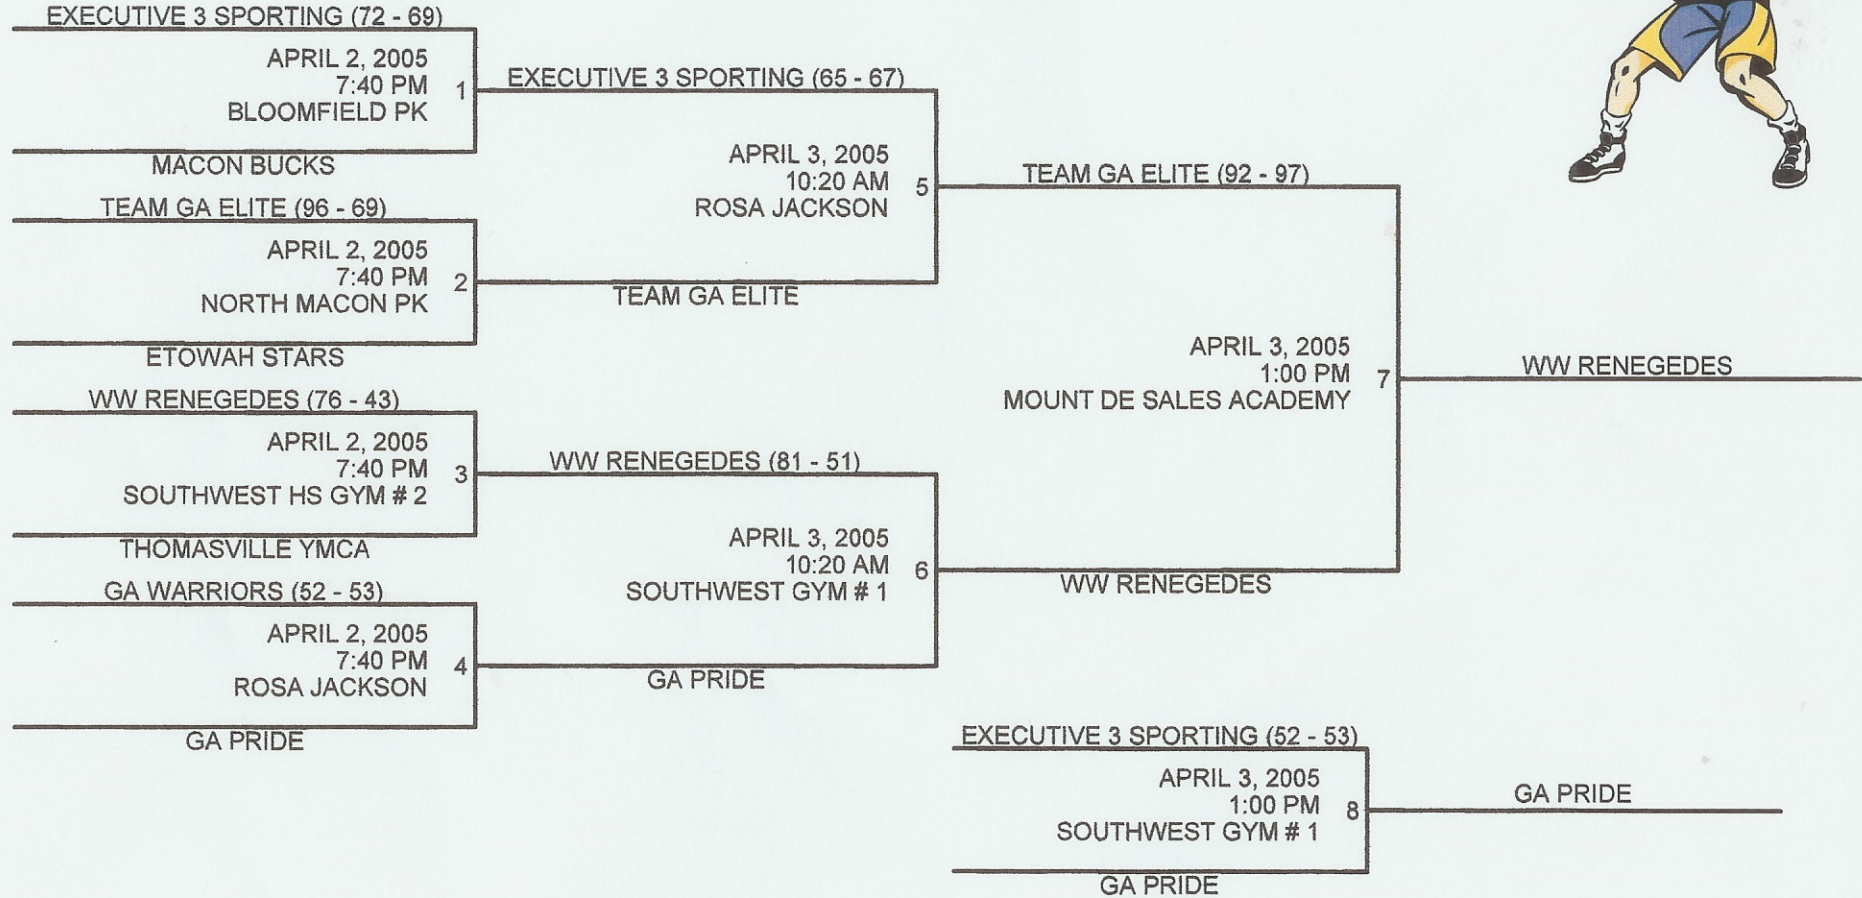 EXECUTIVE 3 SPORTING (72 - 69)
APRIL 2, 2005
7:40 PM
1
BLOOMFIELD PK
MACON BUCKS
TEAM GA ELITE (96 - 69)
APRIL 2, 2005
7:40 PM
2
NORTH MACON PK
ETOWAH STARS
WW RENEGEDES (76 - 43)
APRIL 2, 2005
7:40 PM
3
SOUTHWEST HS GYM # 2
THOMASVILLE YMCA
GA WARRIORS (52 - 53)
APRIL 2, 2005
7:40 PM
4
ROSA JACKSON
GA PRIDE
EXECUTIVE 3 SPORTING (65 - 67)
APRIL 3, 2005
10:20 AM
5
ROSA JACKSON
TEAM GA ELITE
WW RENEGEDES (81 - 51)
APRIL 3, 2005
10:20 AM
6
SOUTHWEST GYM # 1
GA PRIDE
TEAM GA ELITE (92 - 97)
APRIL 3, 2005
1:00 PM
7
MOUNT DE SALES ACADEMY
WW RENEGEDES
WW RENEGEDES
EXECUTIVE 3 SPORTING (52 - 53)
APRIL 3, 2005
1:00 PM
8
SOUTHWEST GYM # 1
GA PRIDE
GA PRIDE